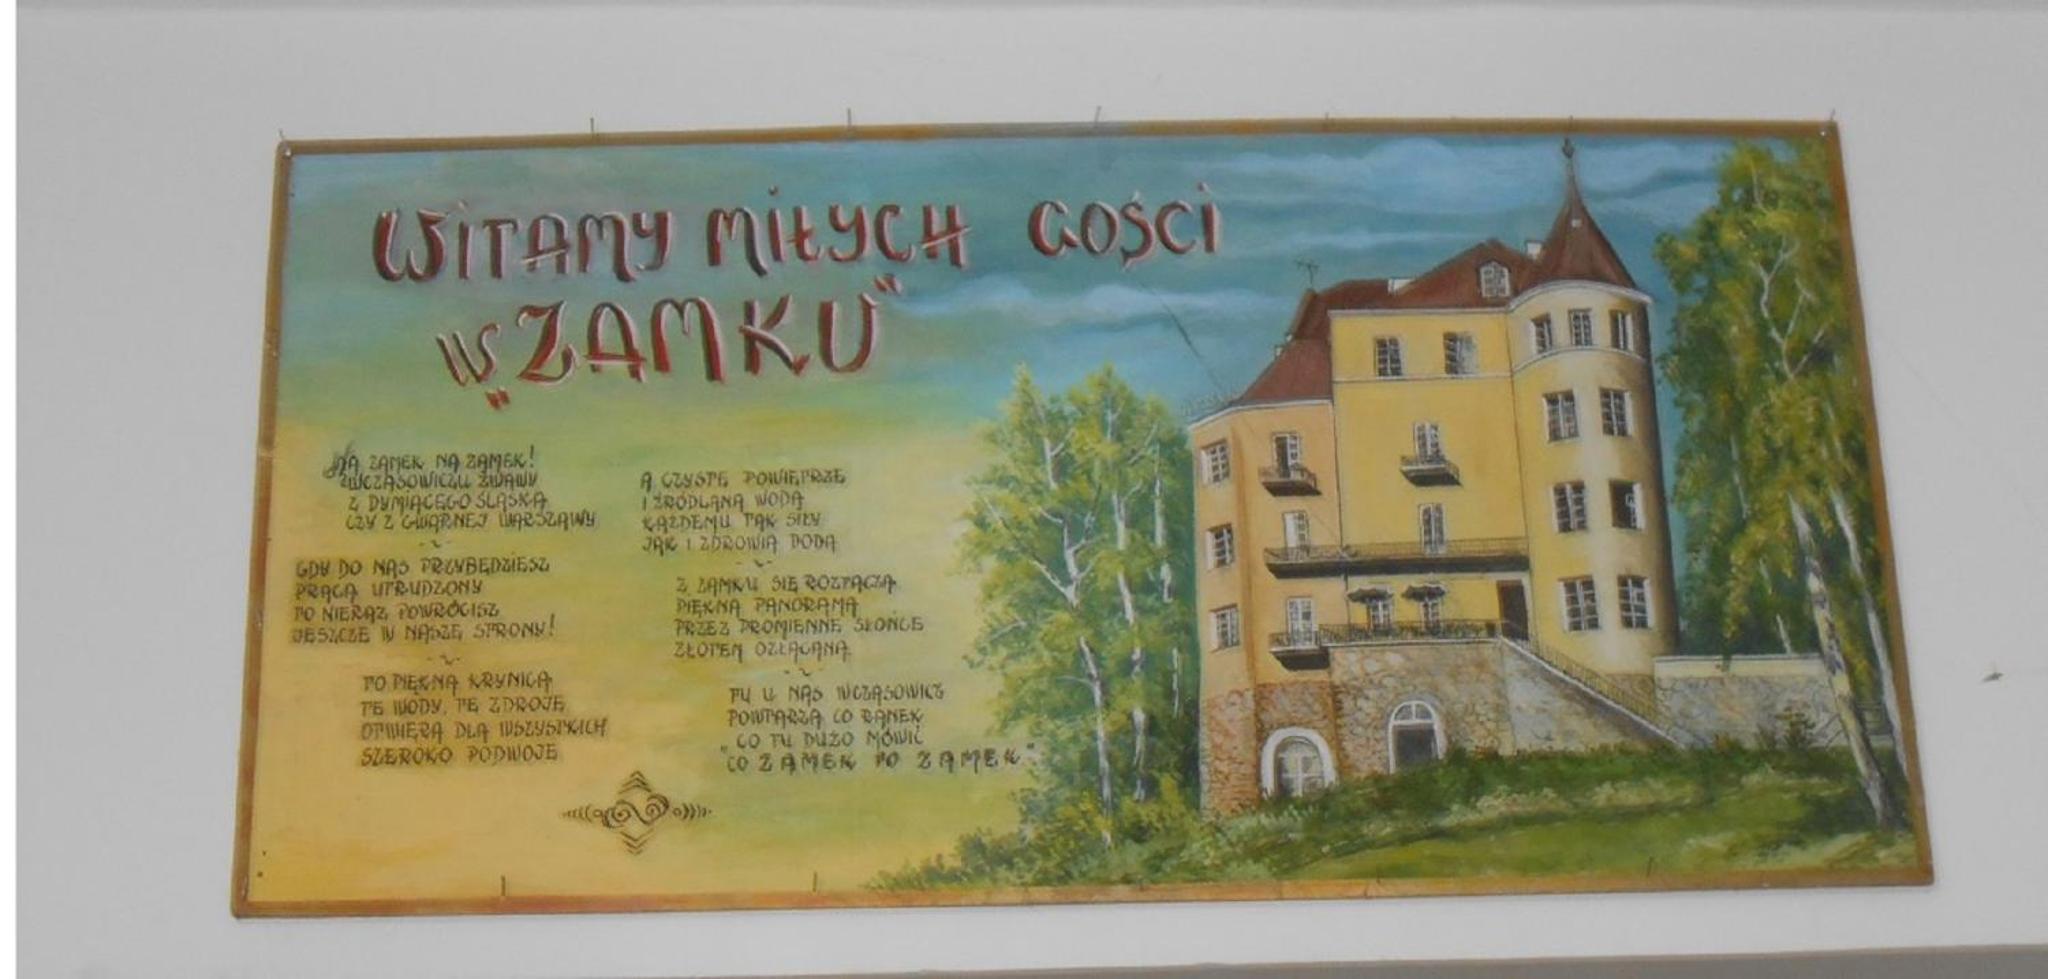 WITAMY MIŁYCH GOŚCI
W „ZAMKU"
NA ZAMEK NA ZAMEK!
WCZASOWICZU ŻWAWY
Z DYMIĄCEGO ŚLĄSKA
CZY Z GWARNEJ WARSZAWY
GDY DO NAS PRZYBĘDZIESZ
PRACĄ UTRUDZONY
TO NIERAZ POWRÓCISZ
JESZCZE W NASZE STRONY!
TO PIĘKNA KRYNICA
TE WODY, TE ZDROJE
OTWIERA DLA WSZYSTKICH
SZEROKO PODWOJE
A CZYSTE POWIETRZE
I ŹRÓDLANA WODA
KAŻDEMU TAK SIŁY
JAK I ZDROWIA DODA
Z ZAMKU SIĘ ROZTACZA
PIĘKNA PANORAMA
PRZEZ PROMIENNE SŁOŃCE
ZŁOTEM OZŁACANA
TU U NAS WCZASOWICZ
POWTARZA CO RANEK
CO TU DUŻO MÓWIĆ
"CO ZAMEK TO ZAMEK"